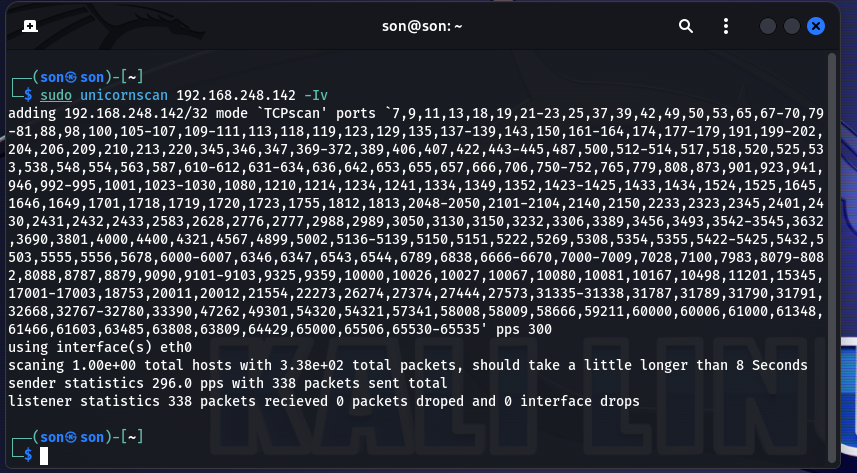 son@son: ~
┌──(son㉿son)-[~]
└─$ sudo unicornscan 192.168.248.142 -Iv
adding 192.168.248.142/32 mode `TCPscan' ports `7,9,11,13,18,19,21-23,25,37,39,42,49,50,53,65,67-70,79
-81,88,98,100,105-107,109-111,113,118,119,123,129,135,137-139,143,150,161-164,174,177-179,191,199-202,
204,206,209,210,213,220,345,346,347,369-372,389,406,407,422,443-445,487,500,512-514,517,518,520,525,53
3,538,548,554,563,587,610-612,631-634,636,642,653,655,657,666,706,750-752,765,779,808,873,901,923,941,
946,992-995,1001,1023-1030,1080,1210,1214,1234,1241,1334,1349,1352,1423-1425,1433,1434,1524,1525,1645,
1646,1649,1701,1718,1719,1720,1723,1755,1812,1813,2048-2050,2101-2104,2140,2150,2233,2323,2345,2401,24
30,2431,2432,2433,2583,2628,2776,2777,2988,2989,3050,3130,3150,3232,3306,3389,3456,3493,3542-3545,3632
,3690,3801,4000,4400,4321,4567,4899,5002,5136-5139,5150,5151,5222,5269,5308,5354,5355,5422-5425,5432,5
503,5555,5556,5678,6000-6007,6346,6347,6543,6544,6789,6838,6666-6670,7000-7009,7028,7100,7983,8079-808
2,8088,8787,8879,9090,9101-9103,9325,9359,10000,10026,10027,10067,10080,10081,10167,10498,11201,15345,
17001-17003,18753,20011,20012,21554,22273,26274,27374,27444,27573,31335-31338,31787,31789,31790,31791,
32668,32767-32780,33390,47262,49301,54320,54321,57341,58008,58009,58666,59211,60000,60006,61000,61348,
61466,61603,63485,63808,63809,64429,65000,65506,65530-65535' pps 300
using interface(s) eth0
scaning 1.00e+00 total hosts with 3.38e+02 total packets, should take a little longer than 8 Seconds
sender statistics 296.0 pps with 338 packets sent total
listener statistics 338 packets recieved 0 packets droped and 0 interface drops
┌──(son㉿son)-[~]
└─$
KALI LINU